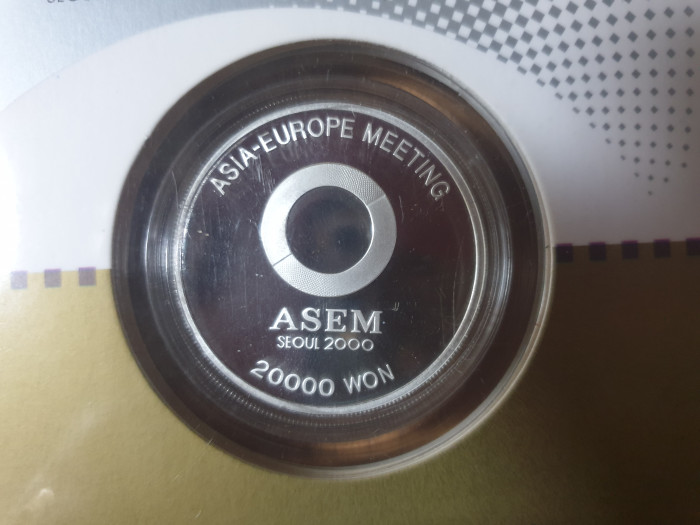 ASIA-EUROPE MEETING
ASEM
SEOUL 2000
20000 WON